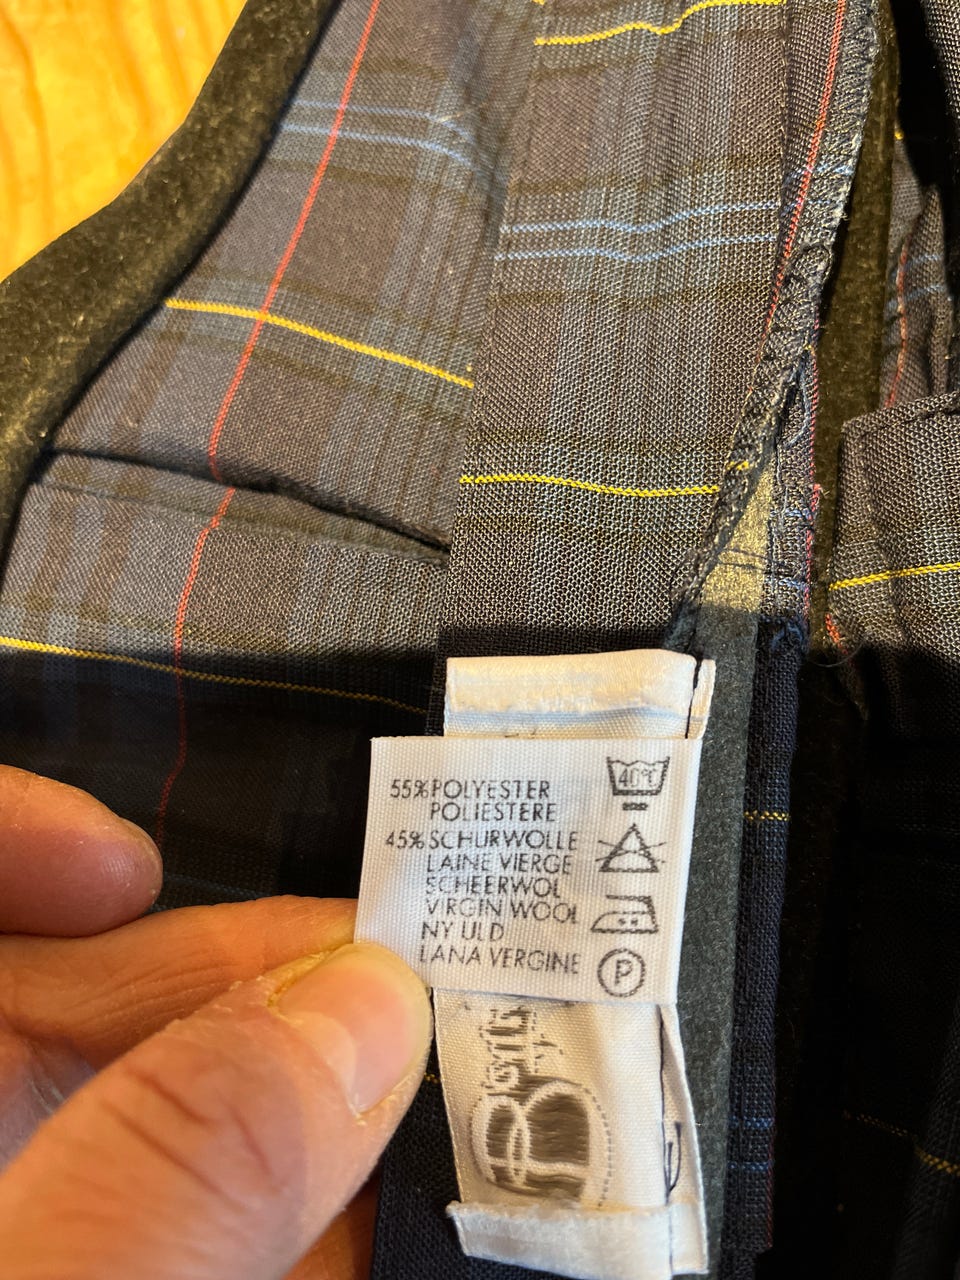 55% POLYESTER
POLIESTERE
45% SCHURWOLLE
LAINE VIERGE
SCHEERWOL
VIRGIN WOOL
NY ULD
LANA VERGINE
40°C
P